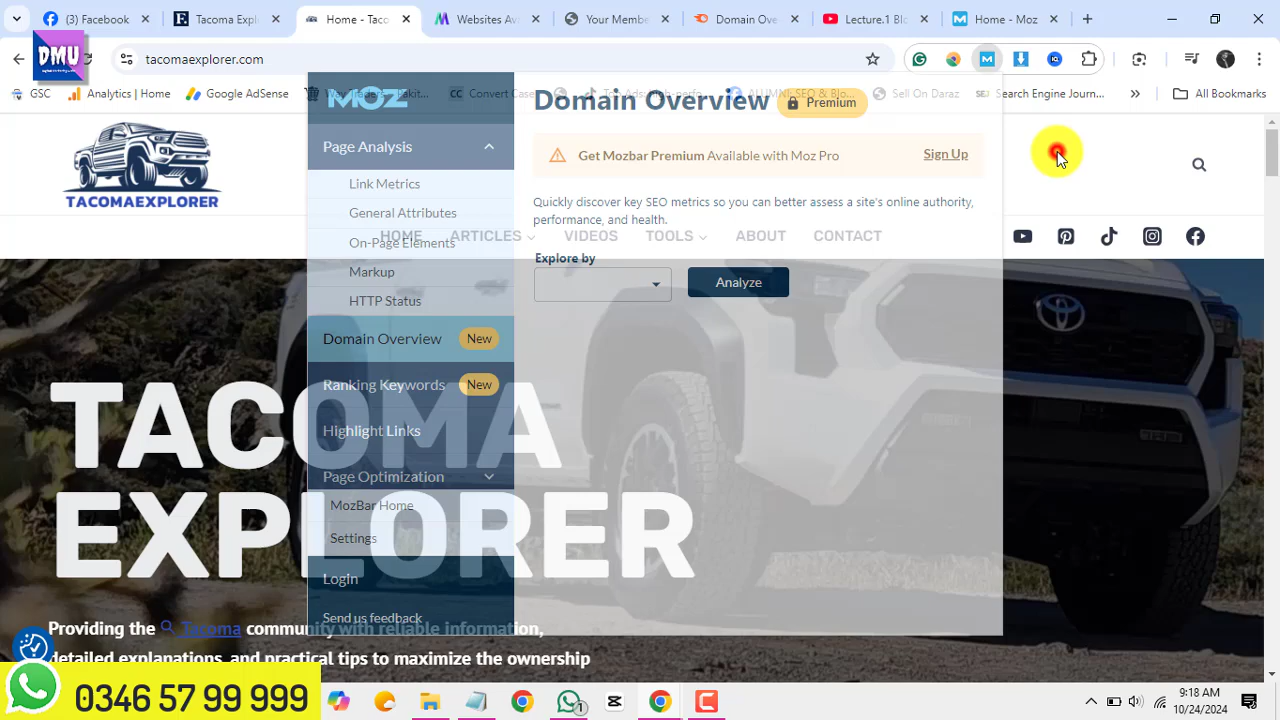 (3) Facebook
Tacoma Expl
Home - Taco
Websites Aw
Your Membe
Domain Ove
Lecture.1 Bl
Home - Moz
DMU
tacomaexplorer.com
GSC
Analytics | Home
Google AdSense
Convert Case
Sell On Daraz
Search Engine Journ...
All Bookmarks
MOZ
Domain Overview
Premium
Page Analysis
Get Mozbar Premium Available with Moz Pro
Sign Up
Link Metrics
General Attributes
On-Page Elements
Markup
HTTP Status
Quickly discover key SEO metrics so you can better assess a site's online authority,
performance, and health.
TACOMAEXPLORER
HOME
ARTICLES
VIDEOS
TOOLS
ABOUT
CONTACT
Explore by
Analyze
Domain Overview
New
Ranking Keywords
New
Highlight Links
Page Optimization
MozBar Home
Settings
Login
Send us feedback
TACOMA
EXPLORER
Providing the Tacoma community with reliable information,
detailed explanations, and practical tips to maximize the ownership
TOYOTA
0346 57 99 999
1
9:18 AM
10/24/2024